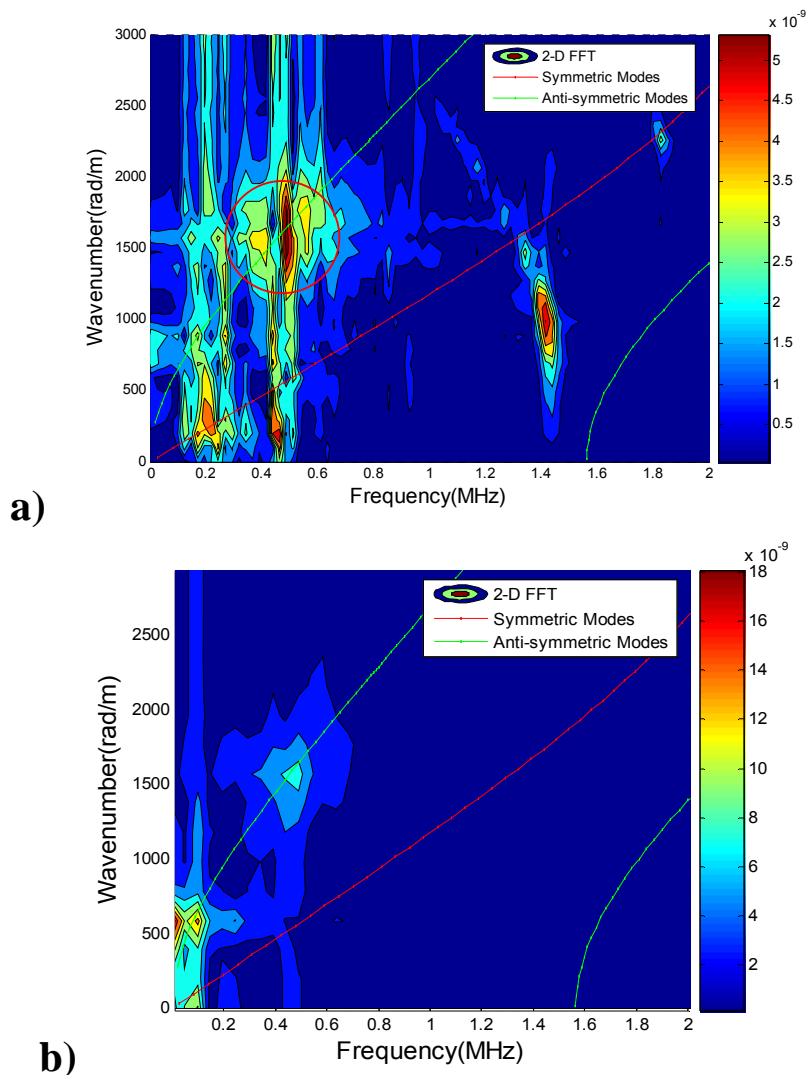 x 10⁻⁹
3000
2500
2000
1500
1000
500
0
Wavenumber(rad/m)
2-D FFT
Symmetric Modes
Anti-symmetric Modes
5
4.5
4
3.5
3
2.5
2
1.5
1
0.5
0 0.2 0.4 0.6 0.8 1 1.2 1.4 1.6 1.8 2
Frequency(MHz)
a)
x 10⁻⁹
2500
2000
1500
1000
500
0
Wavenumber(rad/m)
2-D FFT
Symmetric Modes
Anti-symmetric Modes
18
16
14
12
10
8
6
4
2
0.2 0.4 0.6 0.8 1 1.2 1.4 1.6 1.8 2
Frequency(MHz)
b)